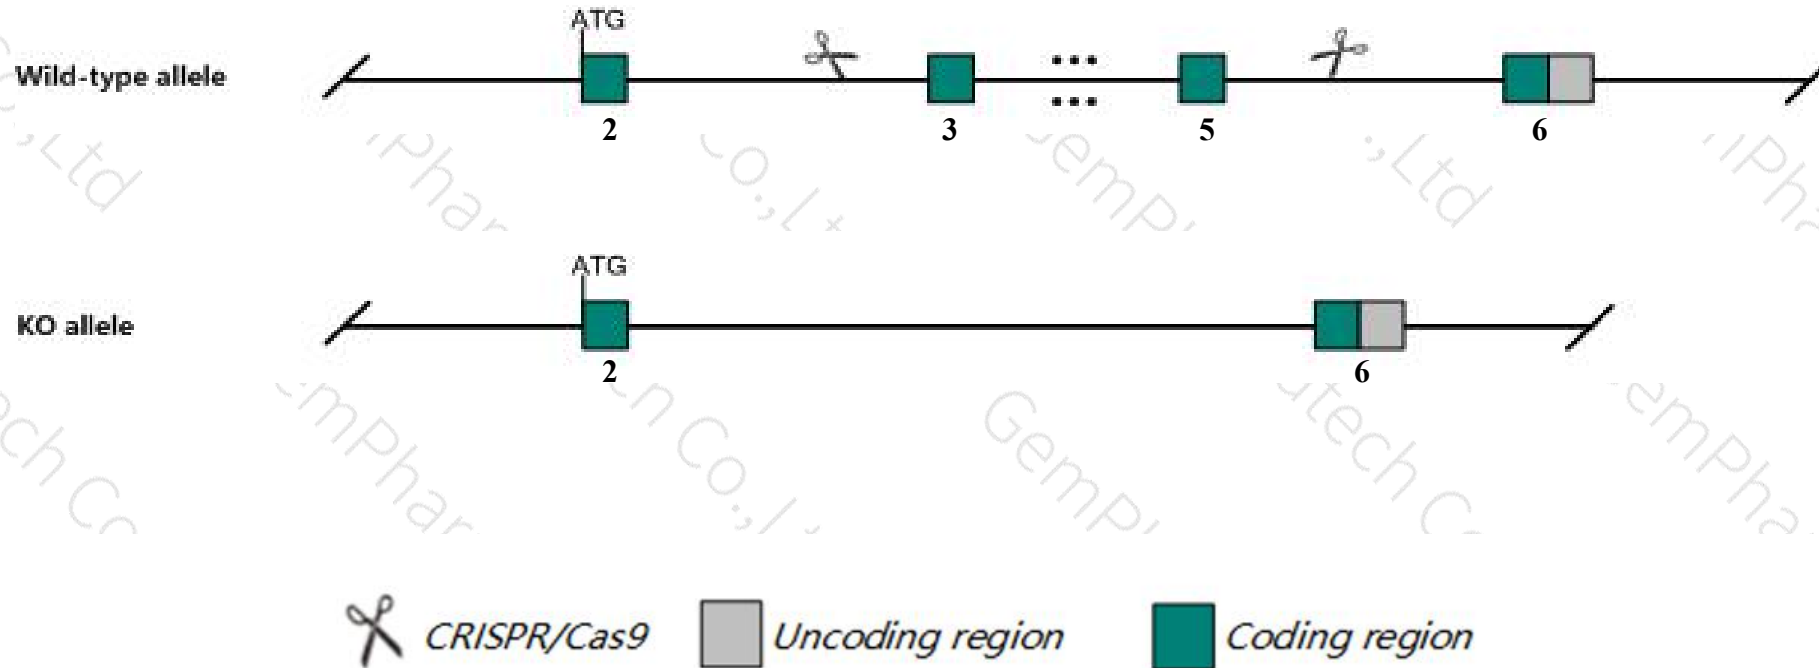 ATG
Wild-type allele
2 3 5 6
ATG
KO allele
2 6
CRISPR/Cas9 Uncoding region Coding region